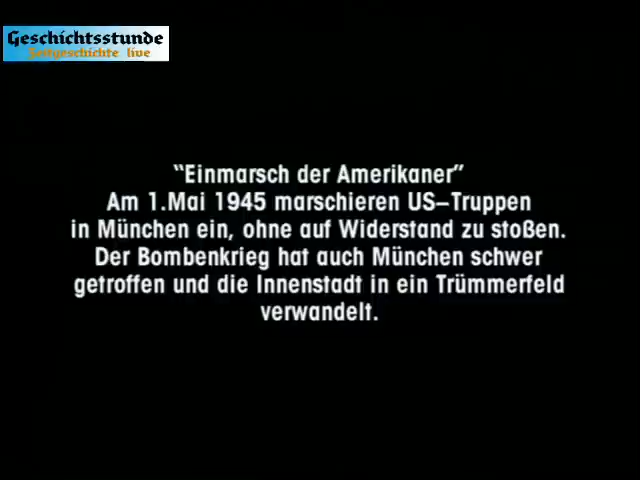 Geschichtsstunde
Zeitgeschichte live
"Einmarsch der Amerikaner"
Am 1.Mai 1945 marschieren US-Truppen
in München ein, ohne auf Widerstand zu stoßen.
Der Bombenkrieg hat auch München schwer
getroffen und die Innenstadt in ein Trümmerfeld
verwandelt.